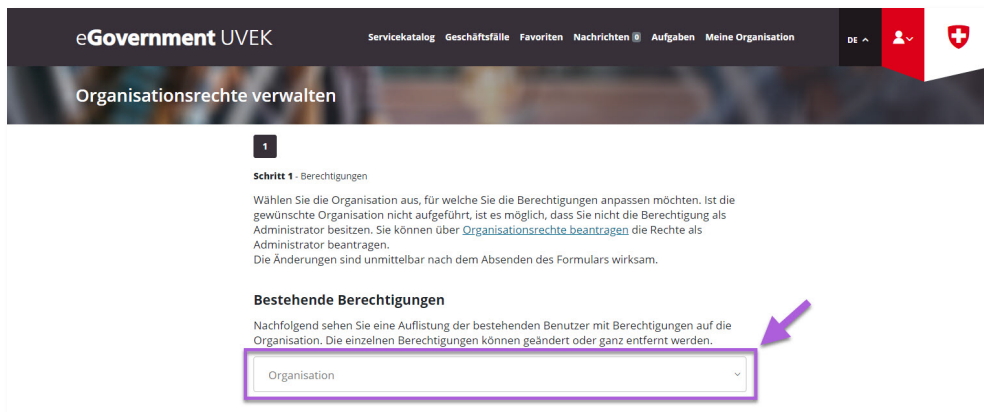 eGovernment UVEK
Servicekatalog Geschäftsfälle Favoriten Nachrichten 0 Aufgaben Meine Organisation
DE
Organisationsrechte verwalten
1
Schritt 1 - Berechtigungen
Wählen Sie die Organisation aus, für welche Sie die Berechtigungen anpassen möchten. Ist die
gewünschte Organisation nicht aufgeführt, ist es möglich, dass Sie nicht die Berechtigung als
Administrator besitzen. Sie können über Organisationsrechte beantragen die Rechte als
Administrator beantragen.
Die Änderungen sind unmittelbar nach dem Absenden des Formulars wirksam.
Bestehende Berechtigungen
Nachfolgend sehen Sie eine Auflistung der bestehenden Benutzer mit Berechtigungen auf die
Organisation. Die einzelnen Berechtigungen können geändert oder ganz entfernt werden.
Organisation